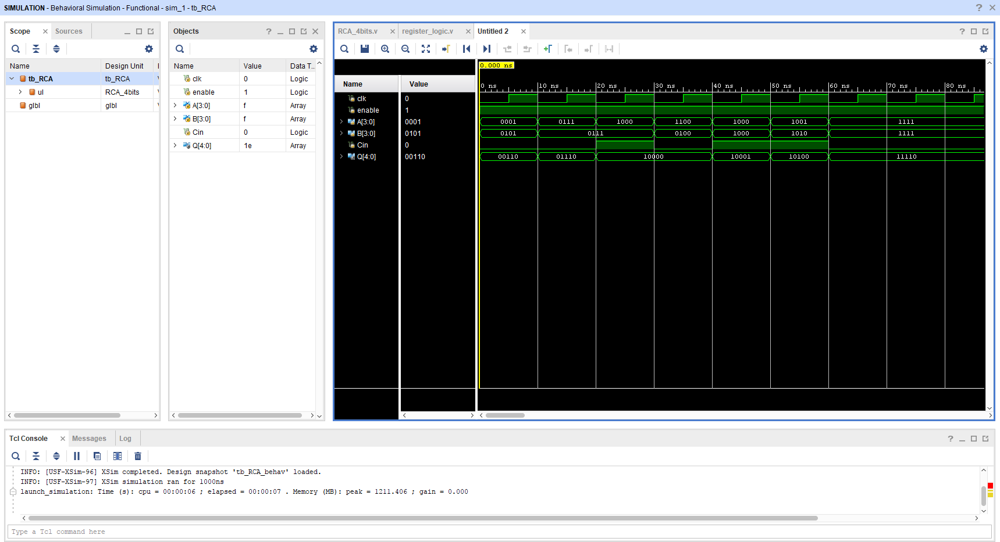 SIMULATION - Behavioral Simulation - Functional - sim_1 - tb_RCA
Scope
Sources
Name
Design Unit
tb_RCA
tb_RCA
ul
RCA_4bits
glbl
glbl
Objects
Name
Value
Data T...
clk
0
Logic
enable
1
Logic
A[3:0]
f
Array
B[3:0]
f
Array
Cin
0
Logic
Q[4:0]
1e
Array
RCA_4bits.v
register_logic.v
Untitled 2
0.000 ns
Name
Value
0 ns
10 ns
20 ns
30 ns
40 ns
50 ns
60 ns
70 ns
80 ns
clk
0
enable
1
A[3:0]
0001
0001
0111
1000
1100
1000
1001
1111
B[3:0]
0101
0101
0111
0100
1000
1010
1111
Cin
0
Q[4:0]
00110
00110
01110
10000
10001
10100
11110
Tcl Console
Messages
Log
INFO: [USF-XSim-96] XSim completed. Design snapshot 'tb_RCA_behav' loaded.
INFO: [USF-XSim-97] XSim simulation ran for 1000ns
launch_simulation: Time (s): cpu = 00:00:06 ; elapsed = 00:00:07 . Memory (MB): peak = 1211.406 ; gain = 0.000
Type a Tcl command here